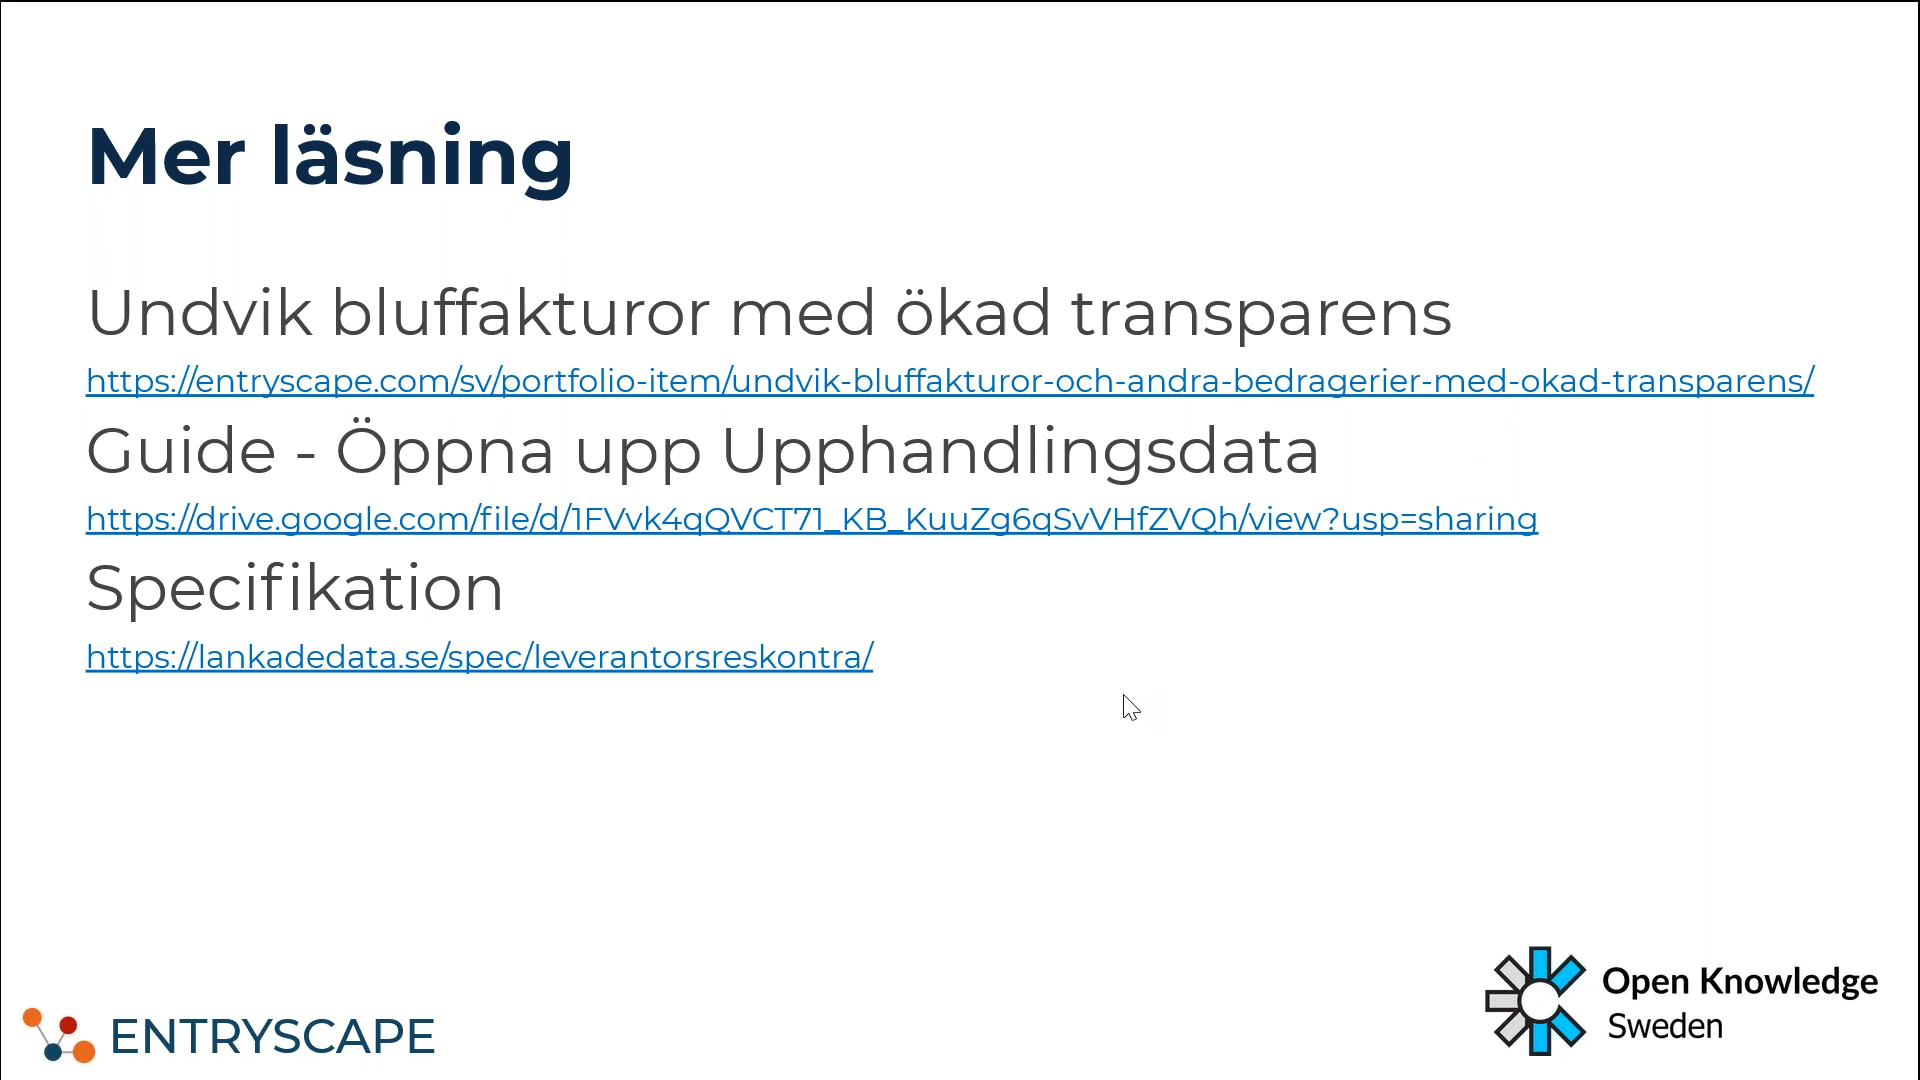 Mer läsning
Undvik bluffakturor med ökad transparens
https://entryscape.com/sv/portfolio-item/undvik-bluffakturor-och-andra-bedragerier-med-okad-transparens/
Guide - Öppna upp Upphandlingsdata
https://drive.google.com/file/d/1FVvk4qQVCT71_KB_KuuZg6qSvVHfZVQh/view?usp=sharing
Specifikation
https://lankadedata.se/spec/leverantorsreskontra/
ENTRYSCAPE
Open Knowledge
Sweden